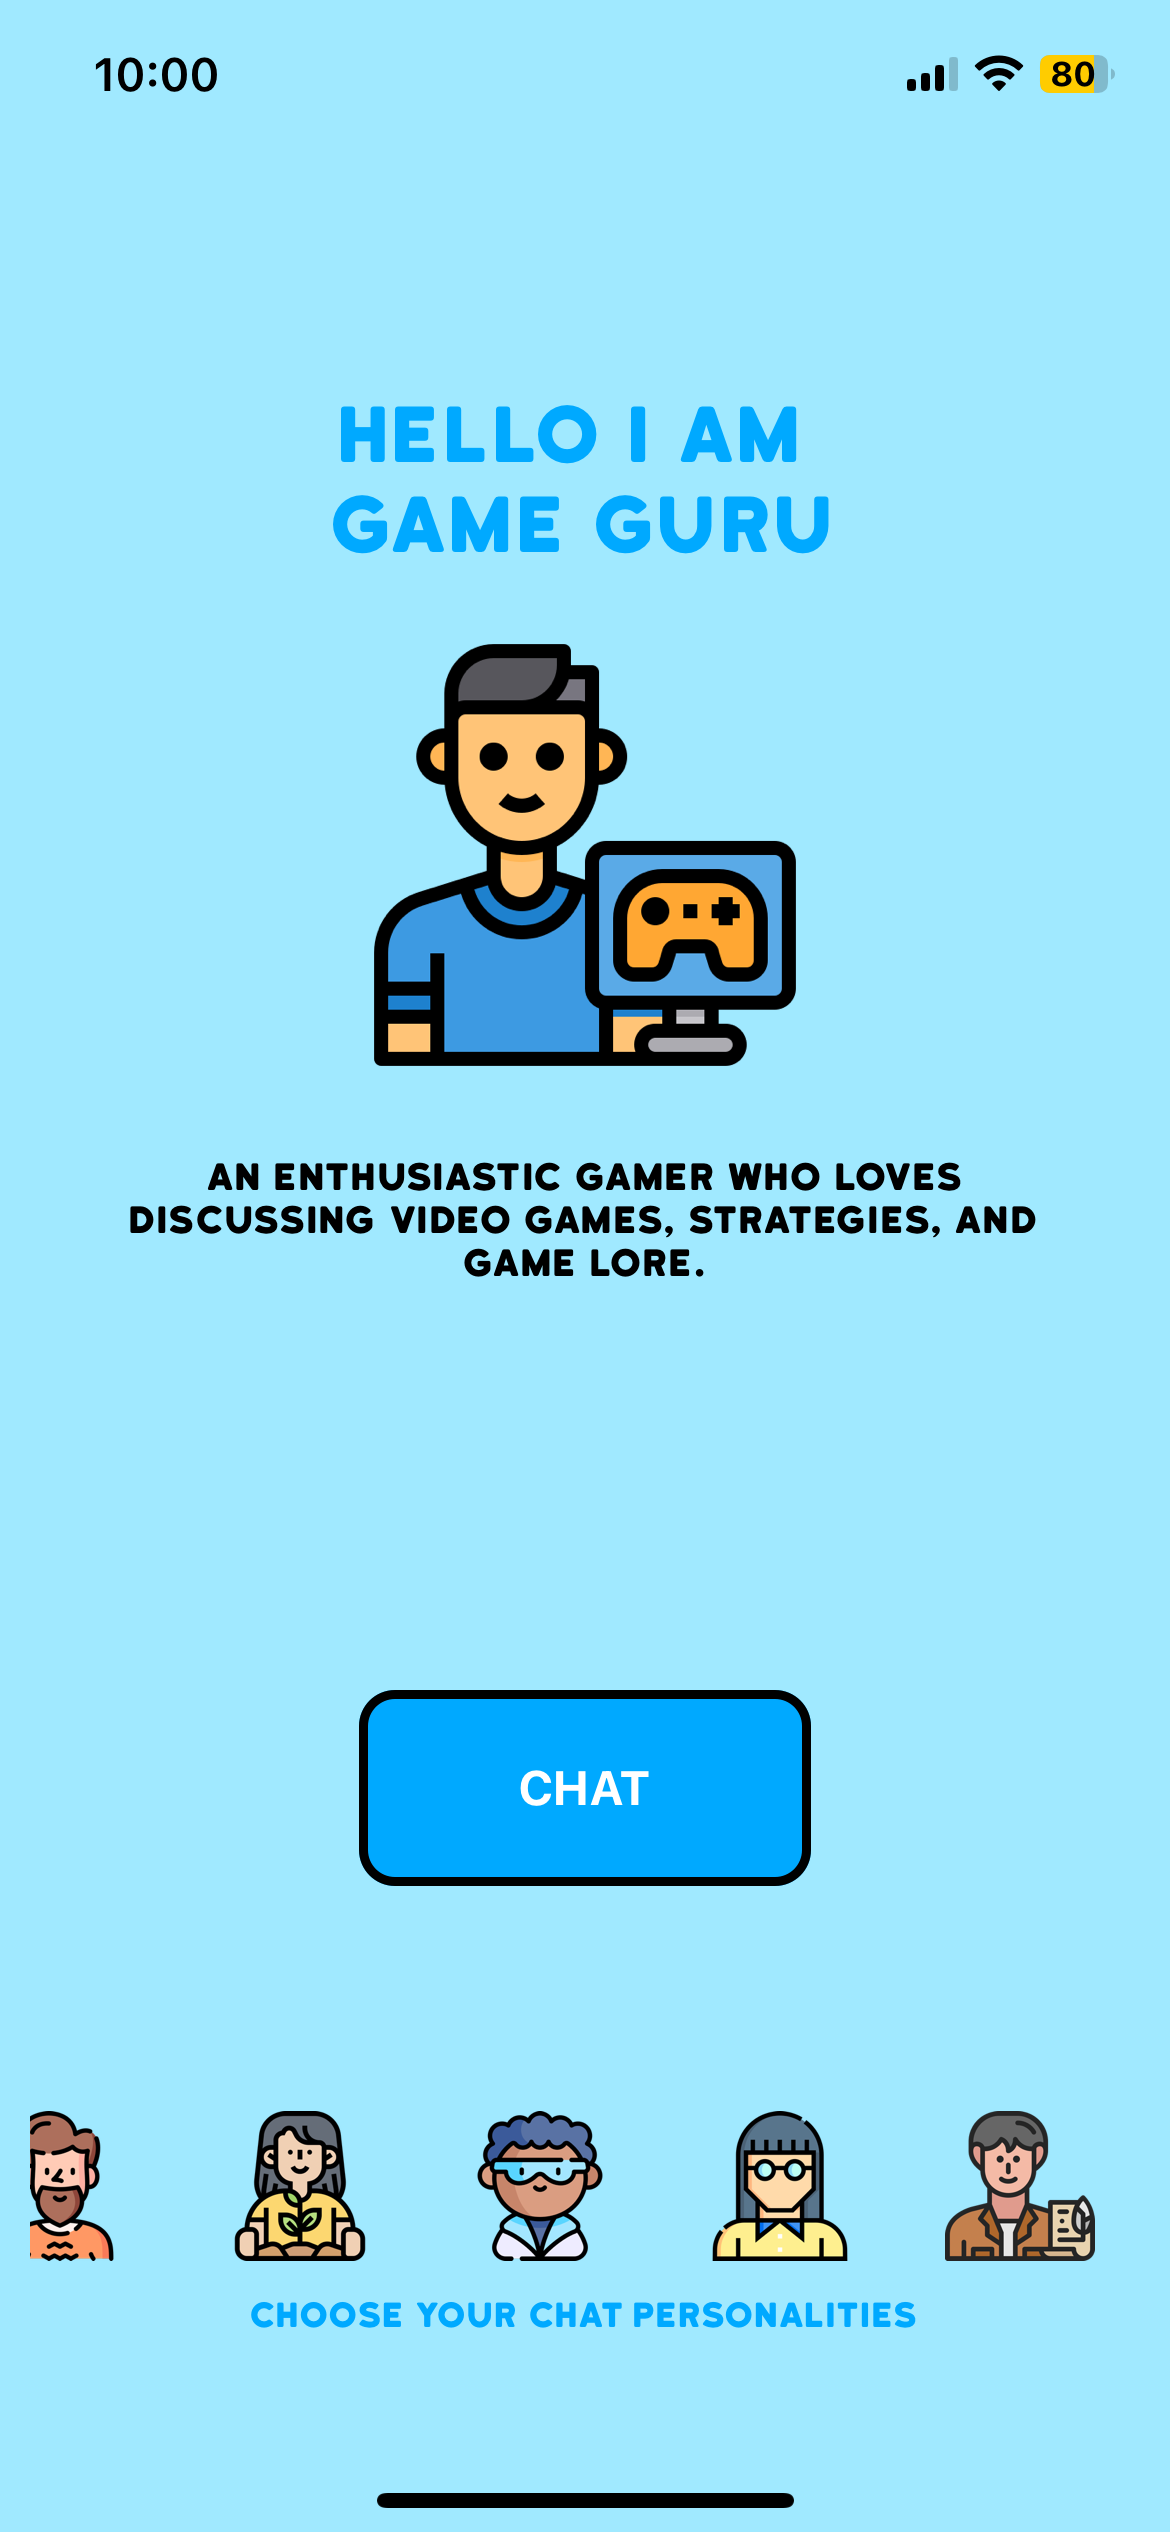 10:00
80
HELLO I AM
GAME GURU
AN ENTHUSIASTIC GAMER WHO LOVES
DISCUSSING VIDEO GAMES, STRATEGIES, AND
GAME LORE.
CHAT
CHOOSE YOUR CHAT PERSONALITIES